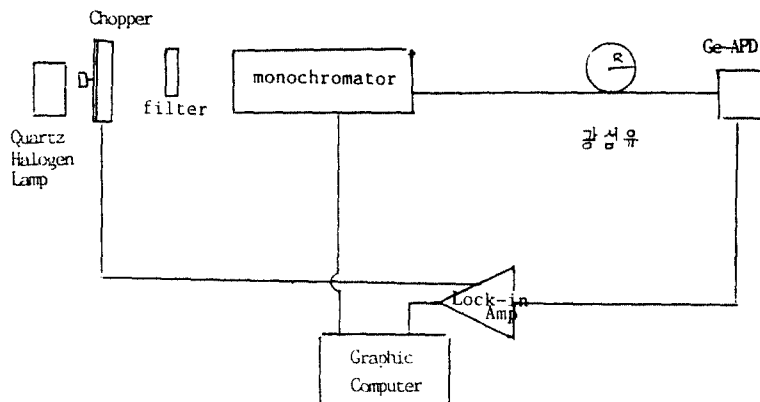 Chopper
Ge-APD
R
monochromator
filter
광섬유
Quartz
Halogen
Lamp
Lock-in
Amp
Graphic
Computer